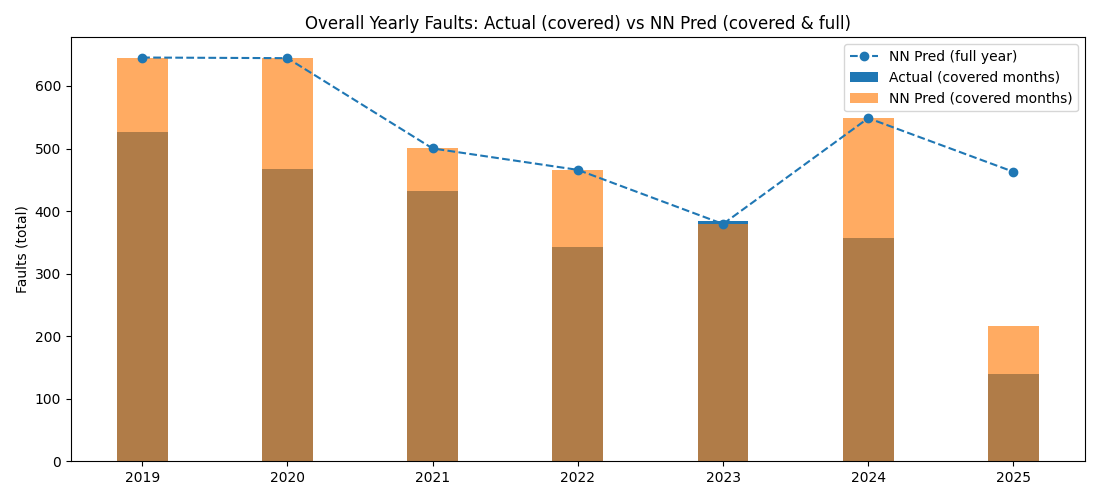 Overall Yearly Faults: Actual (covered) vs NN Pred (covered & full)
NN Pred (full year)
Actual (covered months)
NN Pred (covered months)
Faults (total)
600
500
400
300
200
100
0
2019 2020 2021 2022 2023 2024 2025